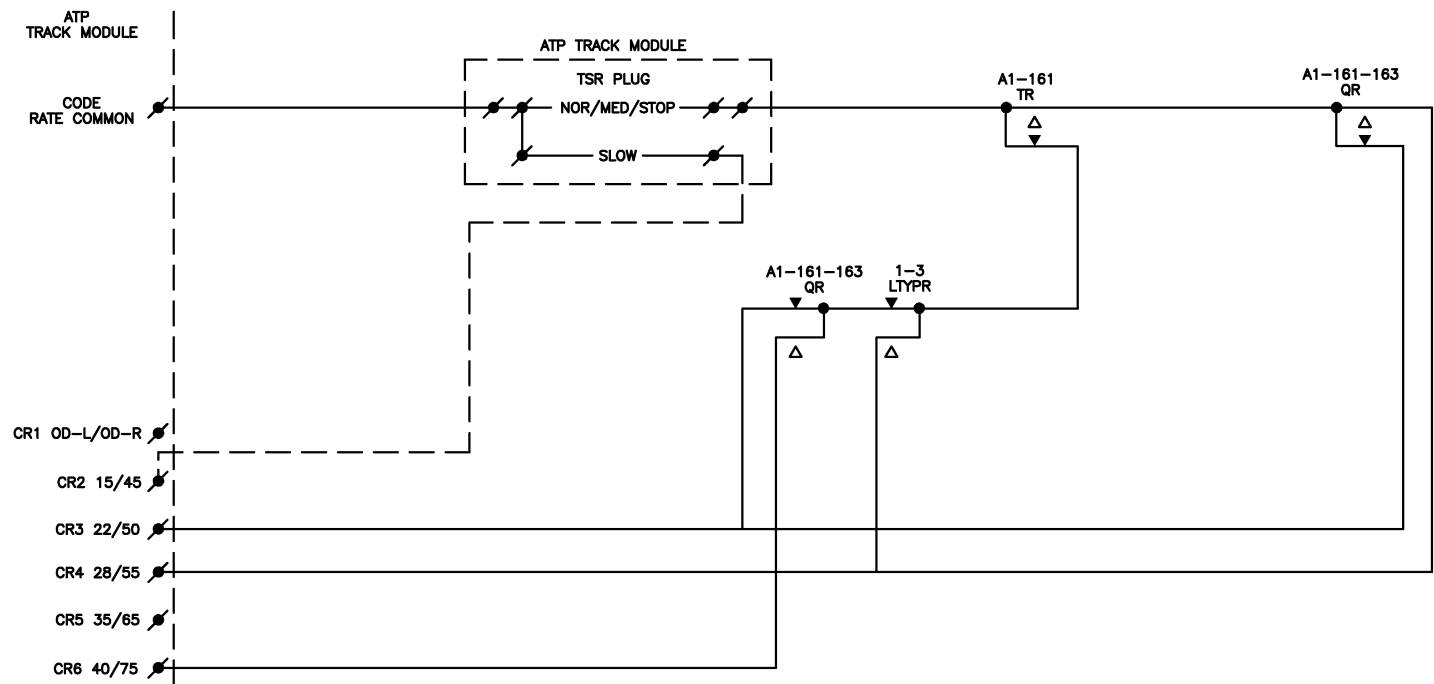 ATP
TRACK MODULE
ATP TRACK MODULE
TSR PLUG
NOR/MED/STOP
SLOW
CODE
RATE COMMON
A1-161
TR
A1-161-163
QR
A1-161-163
QR
1-3
LTYPR
CR1 OD-L/OD-R
CR2 15/45
CR3 22/50
CR4 28/55
CR5 35/65
CR6 40/75